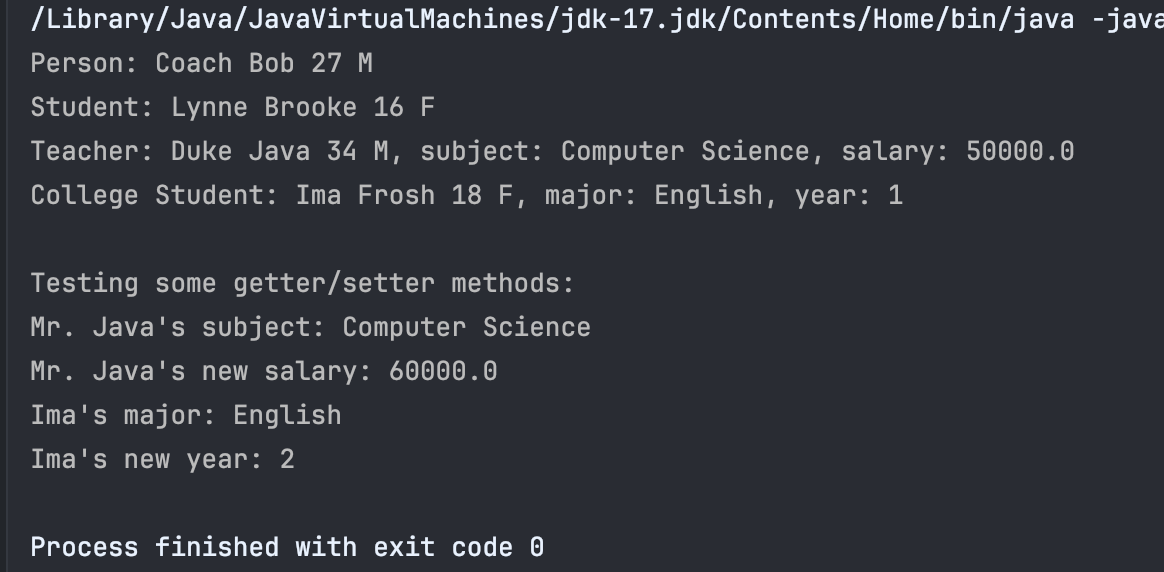 /Library/Java/JavaVirtualMachines/jdk-17.jdk/Contents/Home/bin/java -java
Person: Coach Bob 27 M
Student: Lynne Brooke 16 F
Teacher: Duke Java 34 M, subject: Computer Science, salary: 50000.0
College Student: Ima Frosh 18 F, major: English, year: 1
Testing some getter/setter methods:
Mr. Java's subject: Computer Science
Mr. Java's new salary: 60000.0
Ima's major: English
Ima's new year: 2
Process finished with exit code 0